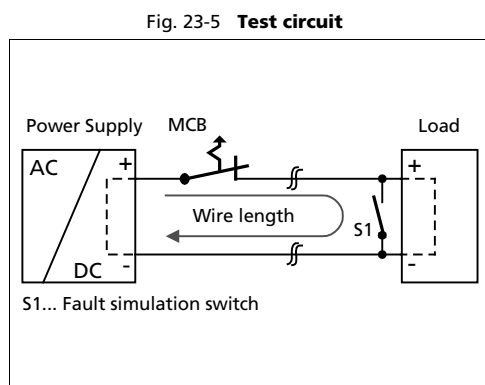 Fig. 23-5 Test circuit
Power Supply MCB Load
AC + +
Wire length
S1
DC - -
S1... Fault simulation switch